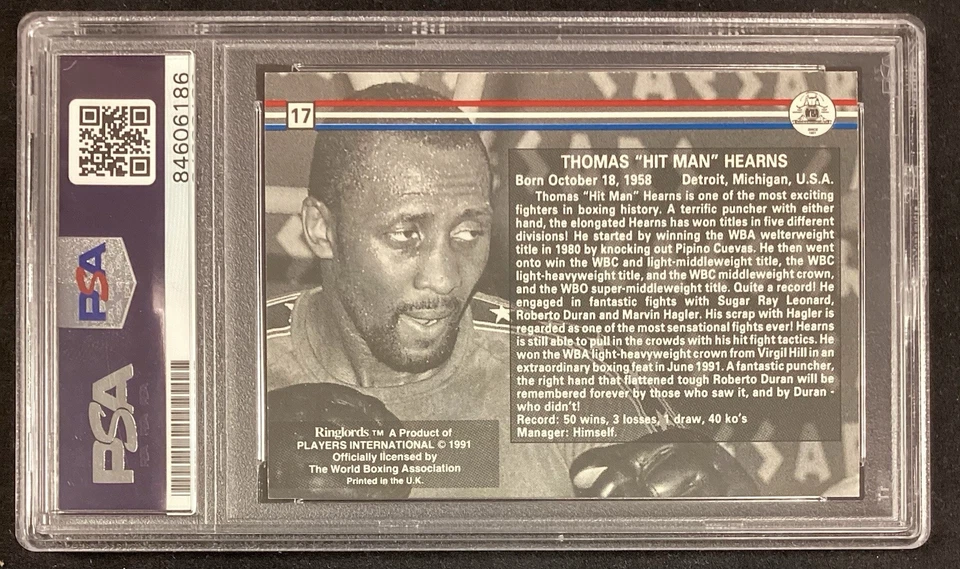 84606186
PSA
PSA
17
THOMAS “HIT MAN” HEARNS
Born October 18, 1958 Detroit, Michigan, U.S.A.
Thomas “Hit Man” Hearns is one of the most exciting
fighters in boxing history. A terrific puncher with either
hand, the elongated Hearns has won titles in five different
divisions! He started by winning the WBA welterweight
title in 1980 by knocking out Pipino Cuevas. He then went
onto win the WBC and light-middleweight title, the WBC
light-heavyweight title, and the WBC middleweight crown,
and the WBO super-middleweight title. Quite a record! He
engaged in fantastic fights with Sugar Ray Leonard,
Roberto Duran and Marvin Hagler. His scrap with Hagler is
regarded as one of the most sensational fights ever! Hearns
is still able to pull in the crowds with his hit fight tactics. He
won the WBA light-heavyweight crown from Virgil Hill in an
extraordinary boxing feat in June 1991. A fantastic puncher,
the right hand that flattened tough Roberto Duran will be
remembered forever by those who saw it, and by Duran -
who didn't!
Record: 50 wins, 3 losses, 1 draw, 40 ko's
Manager: Himself.
Ringlords TM A Product of
PLAYERS INTERNATIONAL © 1991
Officially licensed by
The World Boxing Association
Printed in the U.K.